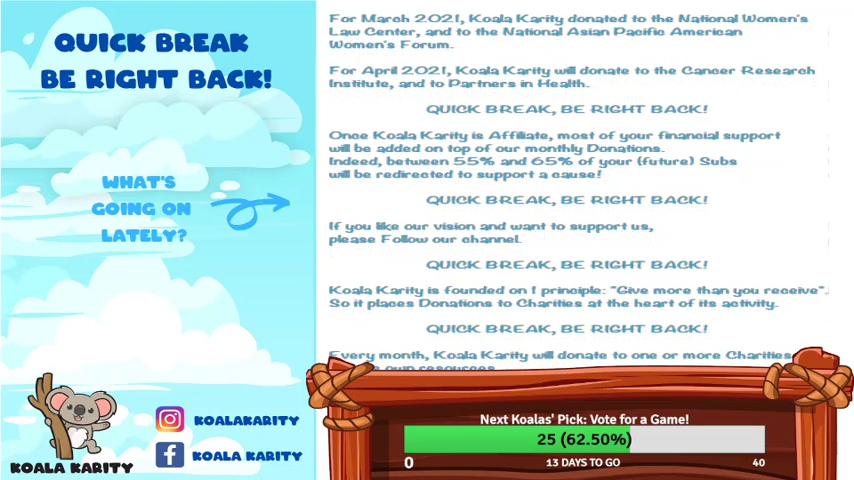 QUICK BREAK
BE RIGHT BACK!
WHAT'S
GOING ON
LATELY?
KOALA KARITY
KOALAKARITY
KOALA KARITY
For March 2021, Koala Karity donated to the National Women's
Law Center, and to the National Asian Pacific American
Women's Forum.
For April 2021, Koala Karity will donate to the Cancer Research
Institute, and to Partners in Health.
QUICK BREAK, BE RIGHT BACK!
Once Koala Karity is Affiliate, most of your financial support
will be added on top of our monthly Donations.
Indeed, between 55% and 65% of your (future) Subs
will be redirected to support a cause!
QUICK BREAK, BE RIGHT BACK!
If you like our vision and want to support us,
please Follow our channel.
QUICK BREAK, BE RIGHT BACK!
Koala Karity is founded on 1 principle: "Give more than you receive".
So it places Donations to Charities at the heart of its activity.
QUICK BREAK, BE RIGHT BACK!
Every month, Koala Karity will donate to one or more Charities
own resources.
Next Koalas' Pick: Vote for a Game!
25 (62.50%)
0 13 DAYS TO GO 40